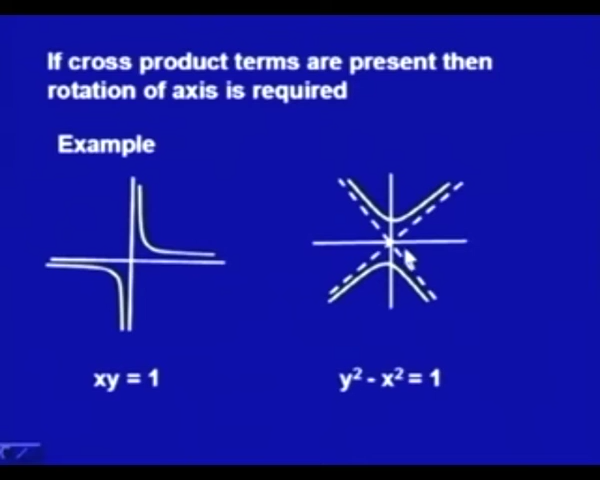 If cross product terms are present then
rotation of axis is required
Example
xy = 1
y² - x² = 1